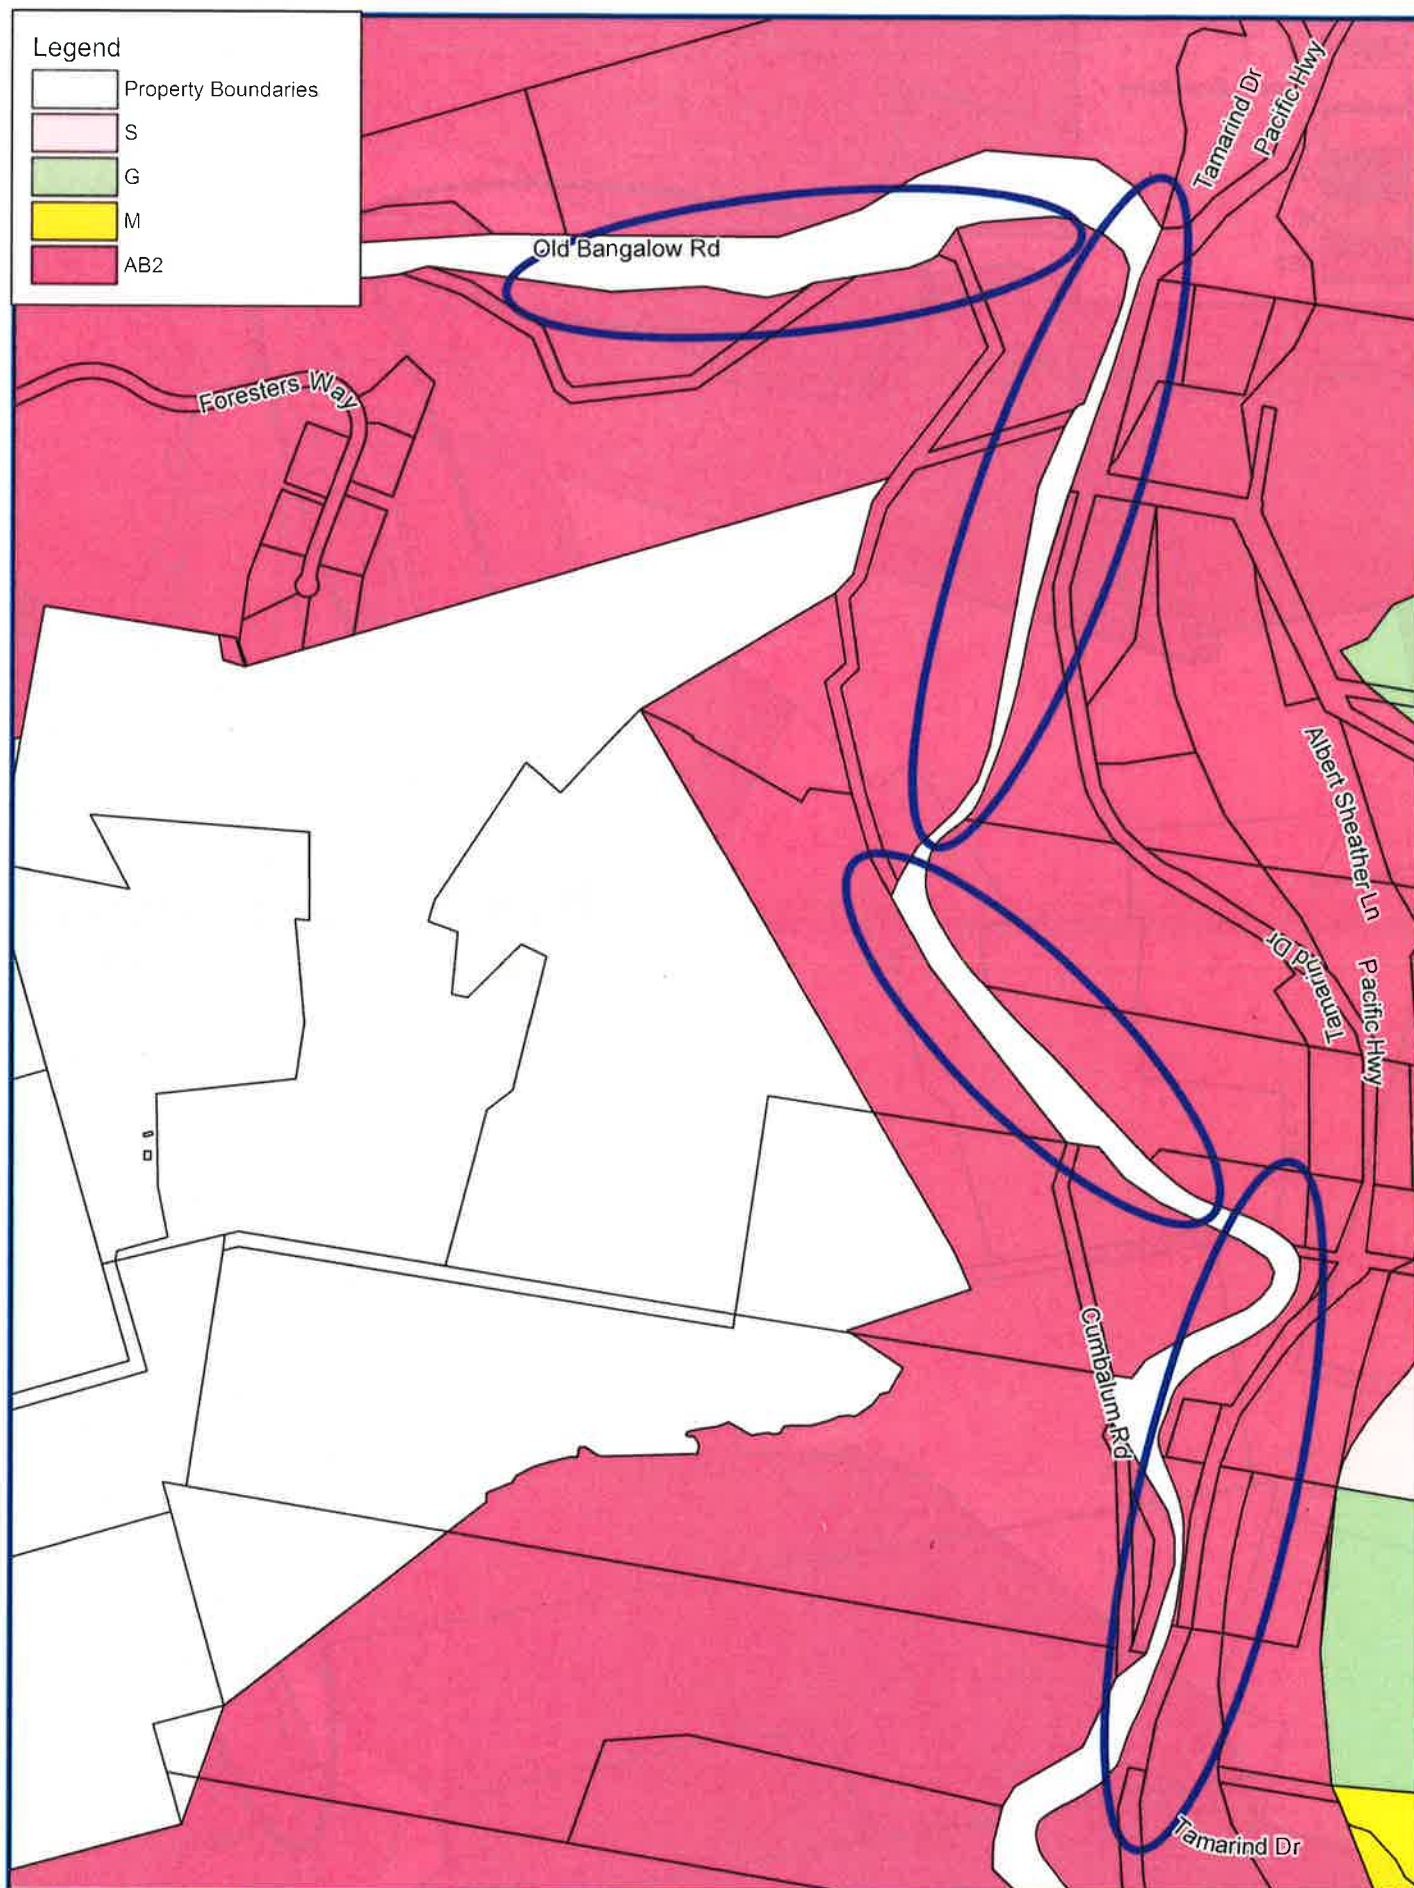 Legend
Property Boundaries
S
G
M
AB2
Tamarind Dr
Pacific Hwy
Old Bangalow Rd
Foresters Way
Albert Sheather Ln
Tamarind Dr
Pacific Hwy
Cumbalum Rd
Tamarind Dr